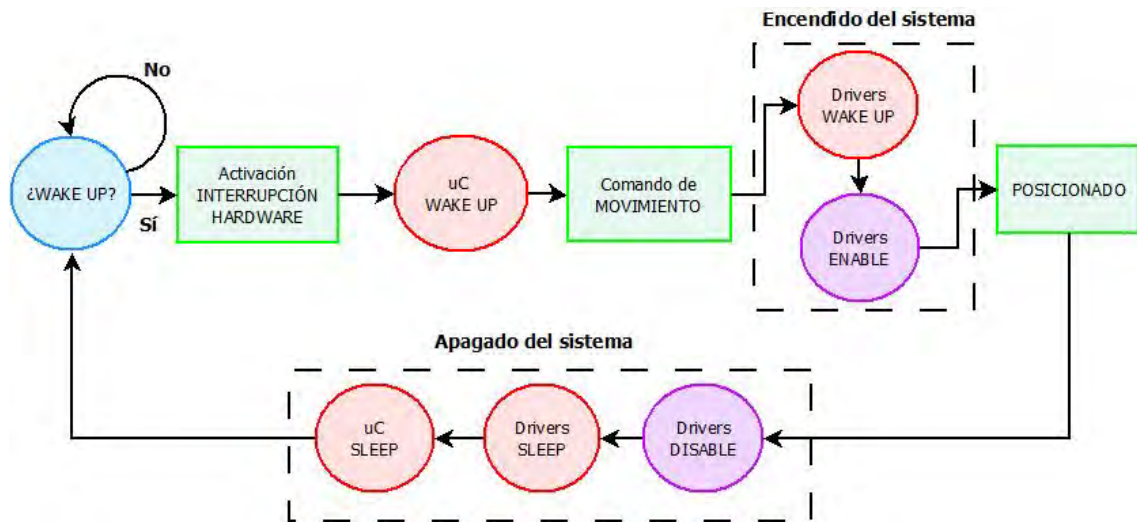 Encendido del sistema
No
¿WAKE UP?
Sí
Activación
INTERRUPCIÓN
HARDWARE
uC
WAKE UP
Comando de
MOVIMIENTO
Drivers
WAKE UP
Drivers
ENABLE
POSICIONADO
Apagado del sistema
uC
SLEEP
Drivers
SLEEP
Drivers
DISABLE